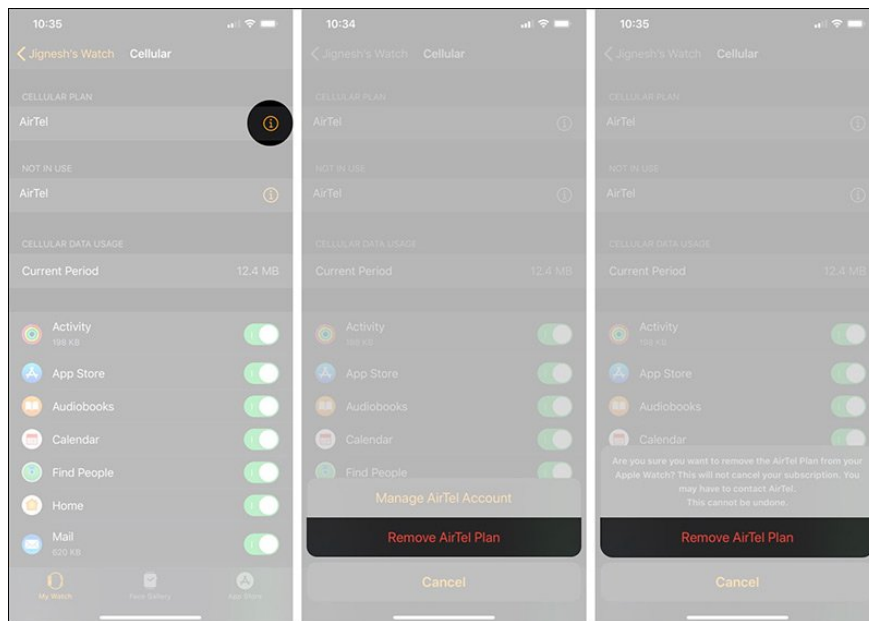 10:35
Jignesh's Watch Cellular
CELLULAR PLAN
AirTel
NOT IN USE
AirTel
CELLULAR DATA USAGE
Current Period 12.4 MB
Activity
198 KB
App Store
Audiobooks
Calendar
Find People
Home
Mail
620 KB
My Watch Face Gallery App Store
10:34
Jignesh's Watch Cellular
CELLULAR PLAN
AirTel
NOT IN USE
AirTel
CELLULAR DATA USAGE
Current Period 12.4 MB
Activity
198 KB
App Store
Audiobooks
Calendar
Find People
Manage AirTel Account
Remove AirTel Plan
Cancel
10:35
Jignesh's Watch Cellular
CELLULAR PLAN
AirTel
NOT IN USE
AirTel
CELLULAR DATA USAGE
Current Period 12.4 MB
Activity
198 KB
App Store
Audiobooks
Calendar
Are you sure you want to remove the AirTel Plan from your
Apple Watch? This will not cancel your subscription. You
may have to contact AirTel.
This cannot be undone.
Remove AirTel Plan
Cancel